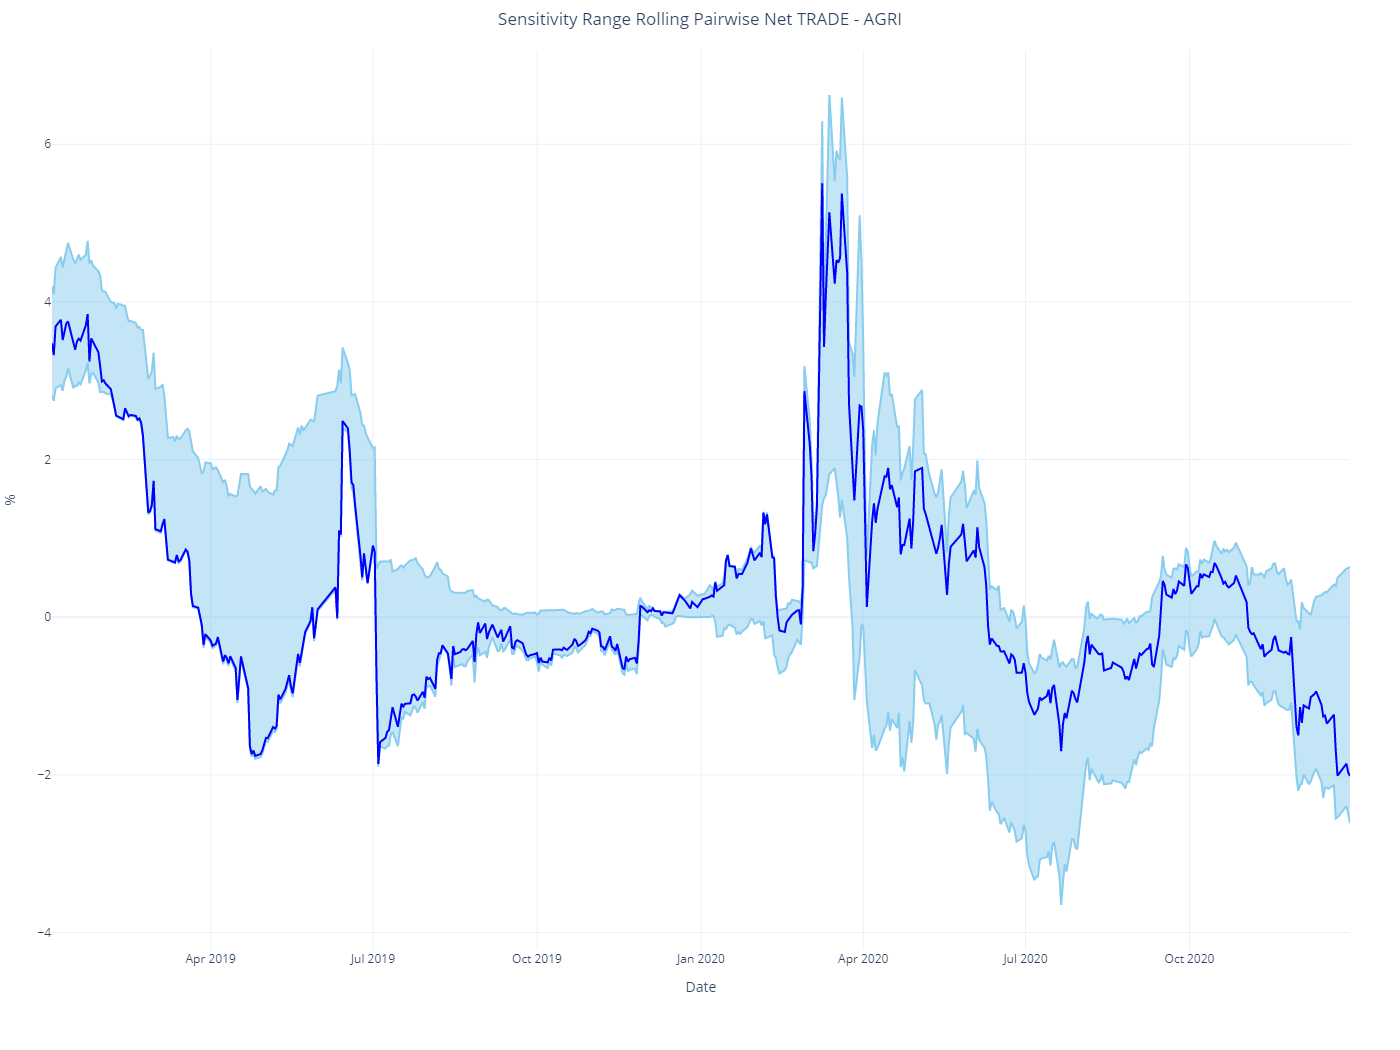 Sensitivity Range Rolling Pairwise Net TRADE - AGRI
%
6
4
2
0
−2
−4
Apr 2019
Jul 2019
Oct 2019
Jan 2020
Apr 2020
Jul 2020
Oct 2020
Date